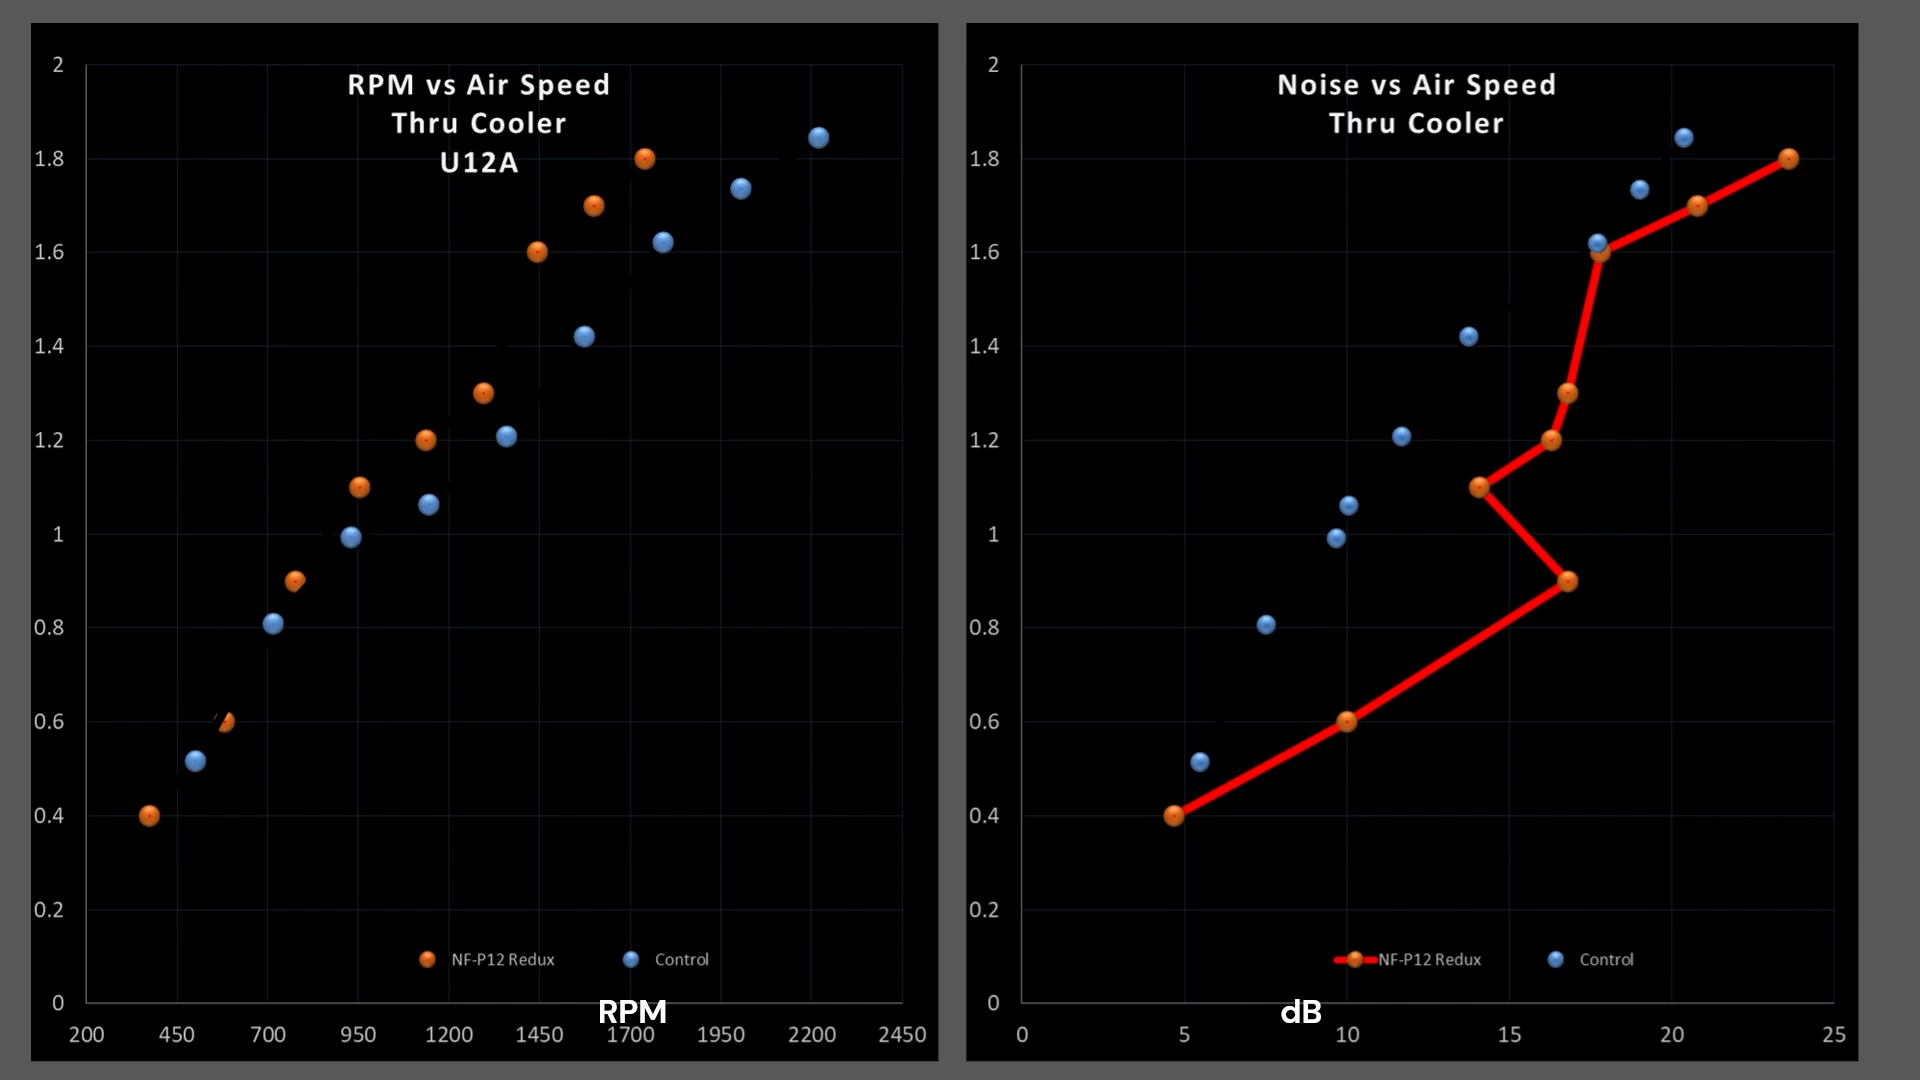 RPM vs Air Speed
Thru Cooler
U12A
2
1.8
1.6
1.4
1.2
1
0.8
0.6
0.4
0.2
0
NF-P12 Redux Control
RPM
200 450 700 950 1200 1450 1700 1950 2200 2450
Noise vs Air Speed
Thru Cooler
2
1.8
1.6
1.4
1.2
1
0.8
0.6
0.4
0.2
0
NF-P12 Redux Control
dB
0 5 10 15 20 25